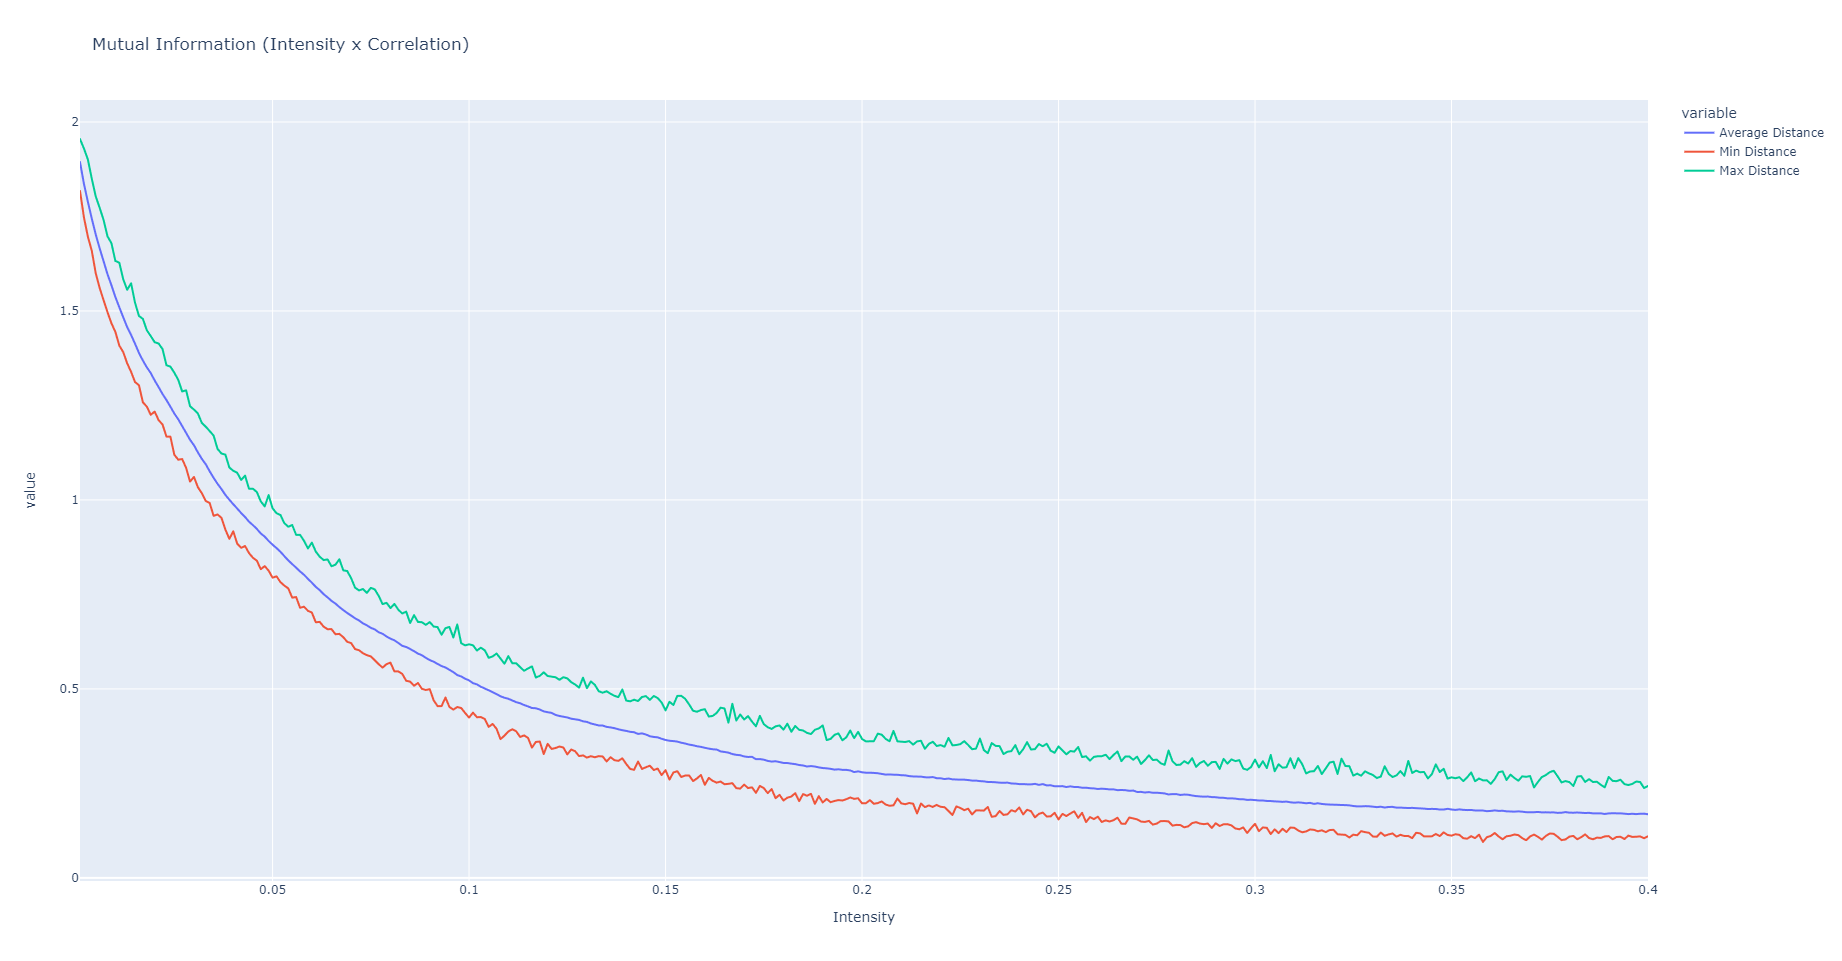 Mutual Information (Intensity x Correlation)
variable
Average Distance
Min Distance
Max Distance
2
1.5
1
0.5
0
value
0.05 0.1 0.15 0.2 0.25 0.3 0.35 0.4
Intensity